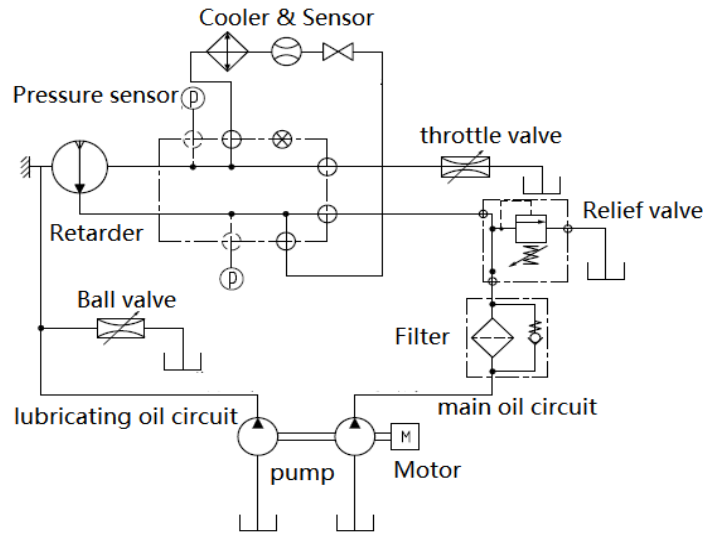 Cooler & Sensor
Pressure sensor
P
throttle valve
Retarder
Relief valve
P
Ball valve
Filter
lubricating oil circuit
main oil circuit
M
pump
Motor